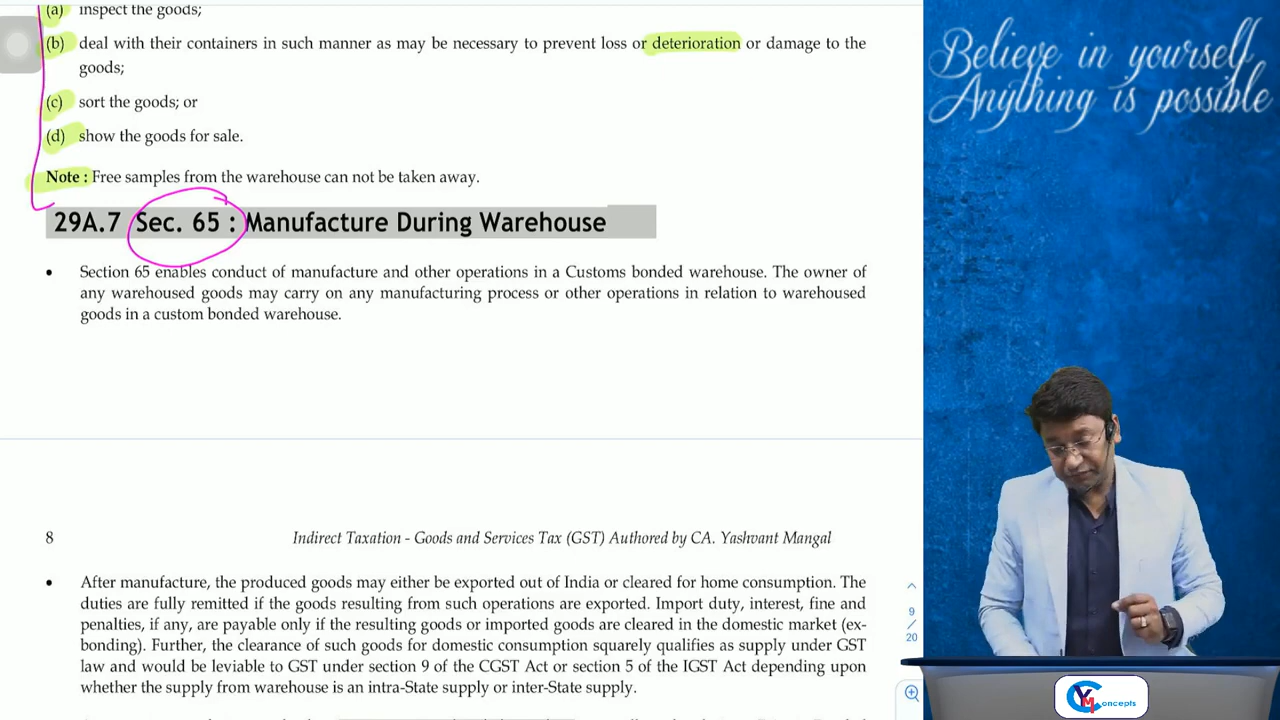 (a) inspect the goods;
(b) deal with their containers in such manner as may be necessary to prevent loss or deterioration or damage to the
goods;
(c) sort the goods; or
(d) show the goods for sale.
Note : Free samples from the warehouse can not be taken away.
29A.7 Sec. 65 : Manufacture During Warehouse
• Section 65 enables conduct of manufacture and other operations in a Customs bonded warehouse. The owner of
any warehoused goods may carry on any manufacturing process or other operations in relation to warehoused
goods in a custom bonded warehouse.
8 Indirect Taxation - Goods and Services Tax (GST) Authored by CA. Yashvant Mangal
• After manufacture, the produced goods may either be exported out of India or cleared for home consumption. The
duties are fully remitted if the goods resulting from such operations are exported. Import duty, interest, fine and
penalties, if any, are payable only if the resulting goods or imported goods are cleared in the domestic market (ex-
bonding). Further, the clearance of such goods for domestic consumption squarely qualifies as supply under GST
law and would be leviable to GST under section 9 of the CGST Act or section 5 of the IGST Act depending upon
whether the supply from warehouse is an intra-State supply or inter-State supply.
9
/
20
Believe in yourself
Anything is possible
YM Concepts